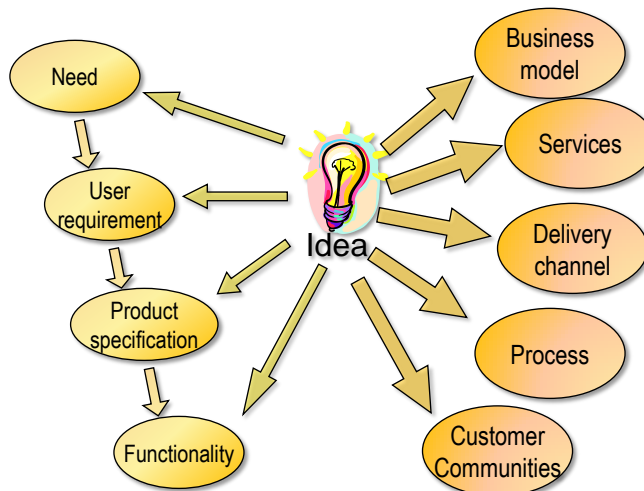 Need
User
requirement
Product
specification
Functionality
Idea
Business
model
Services
Delivery
channel
Process
Customer
Communities